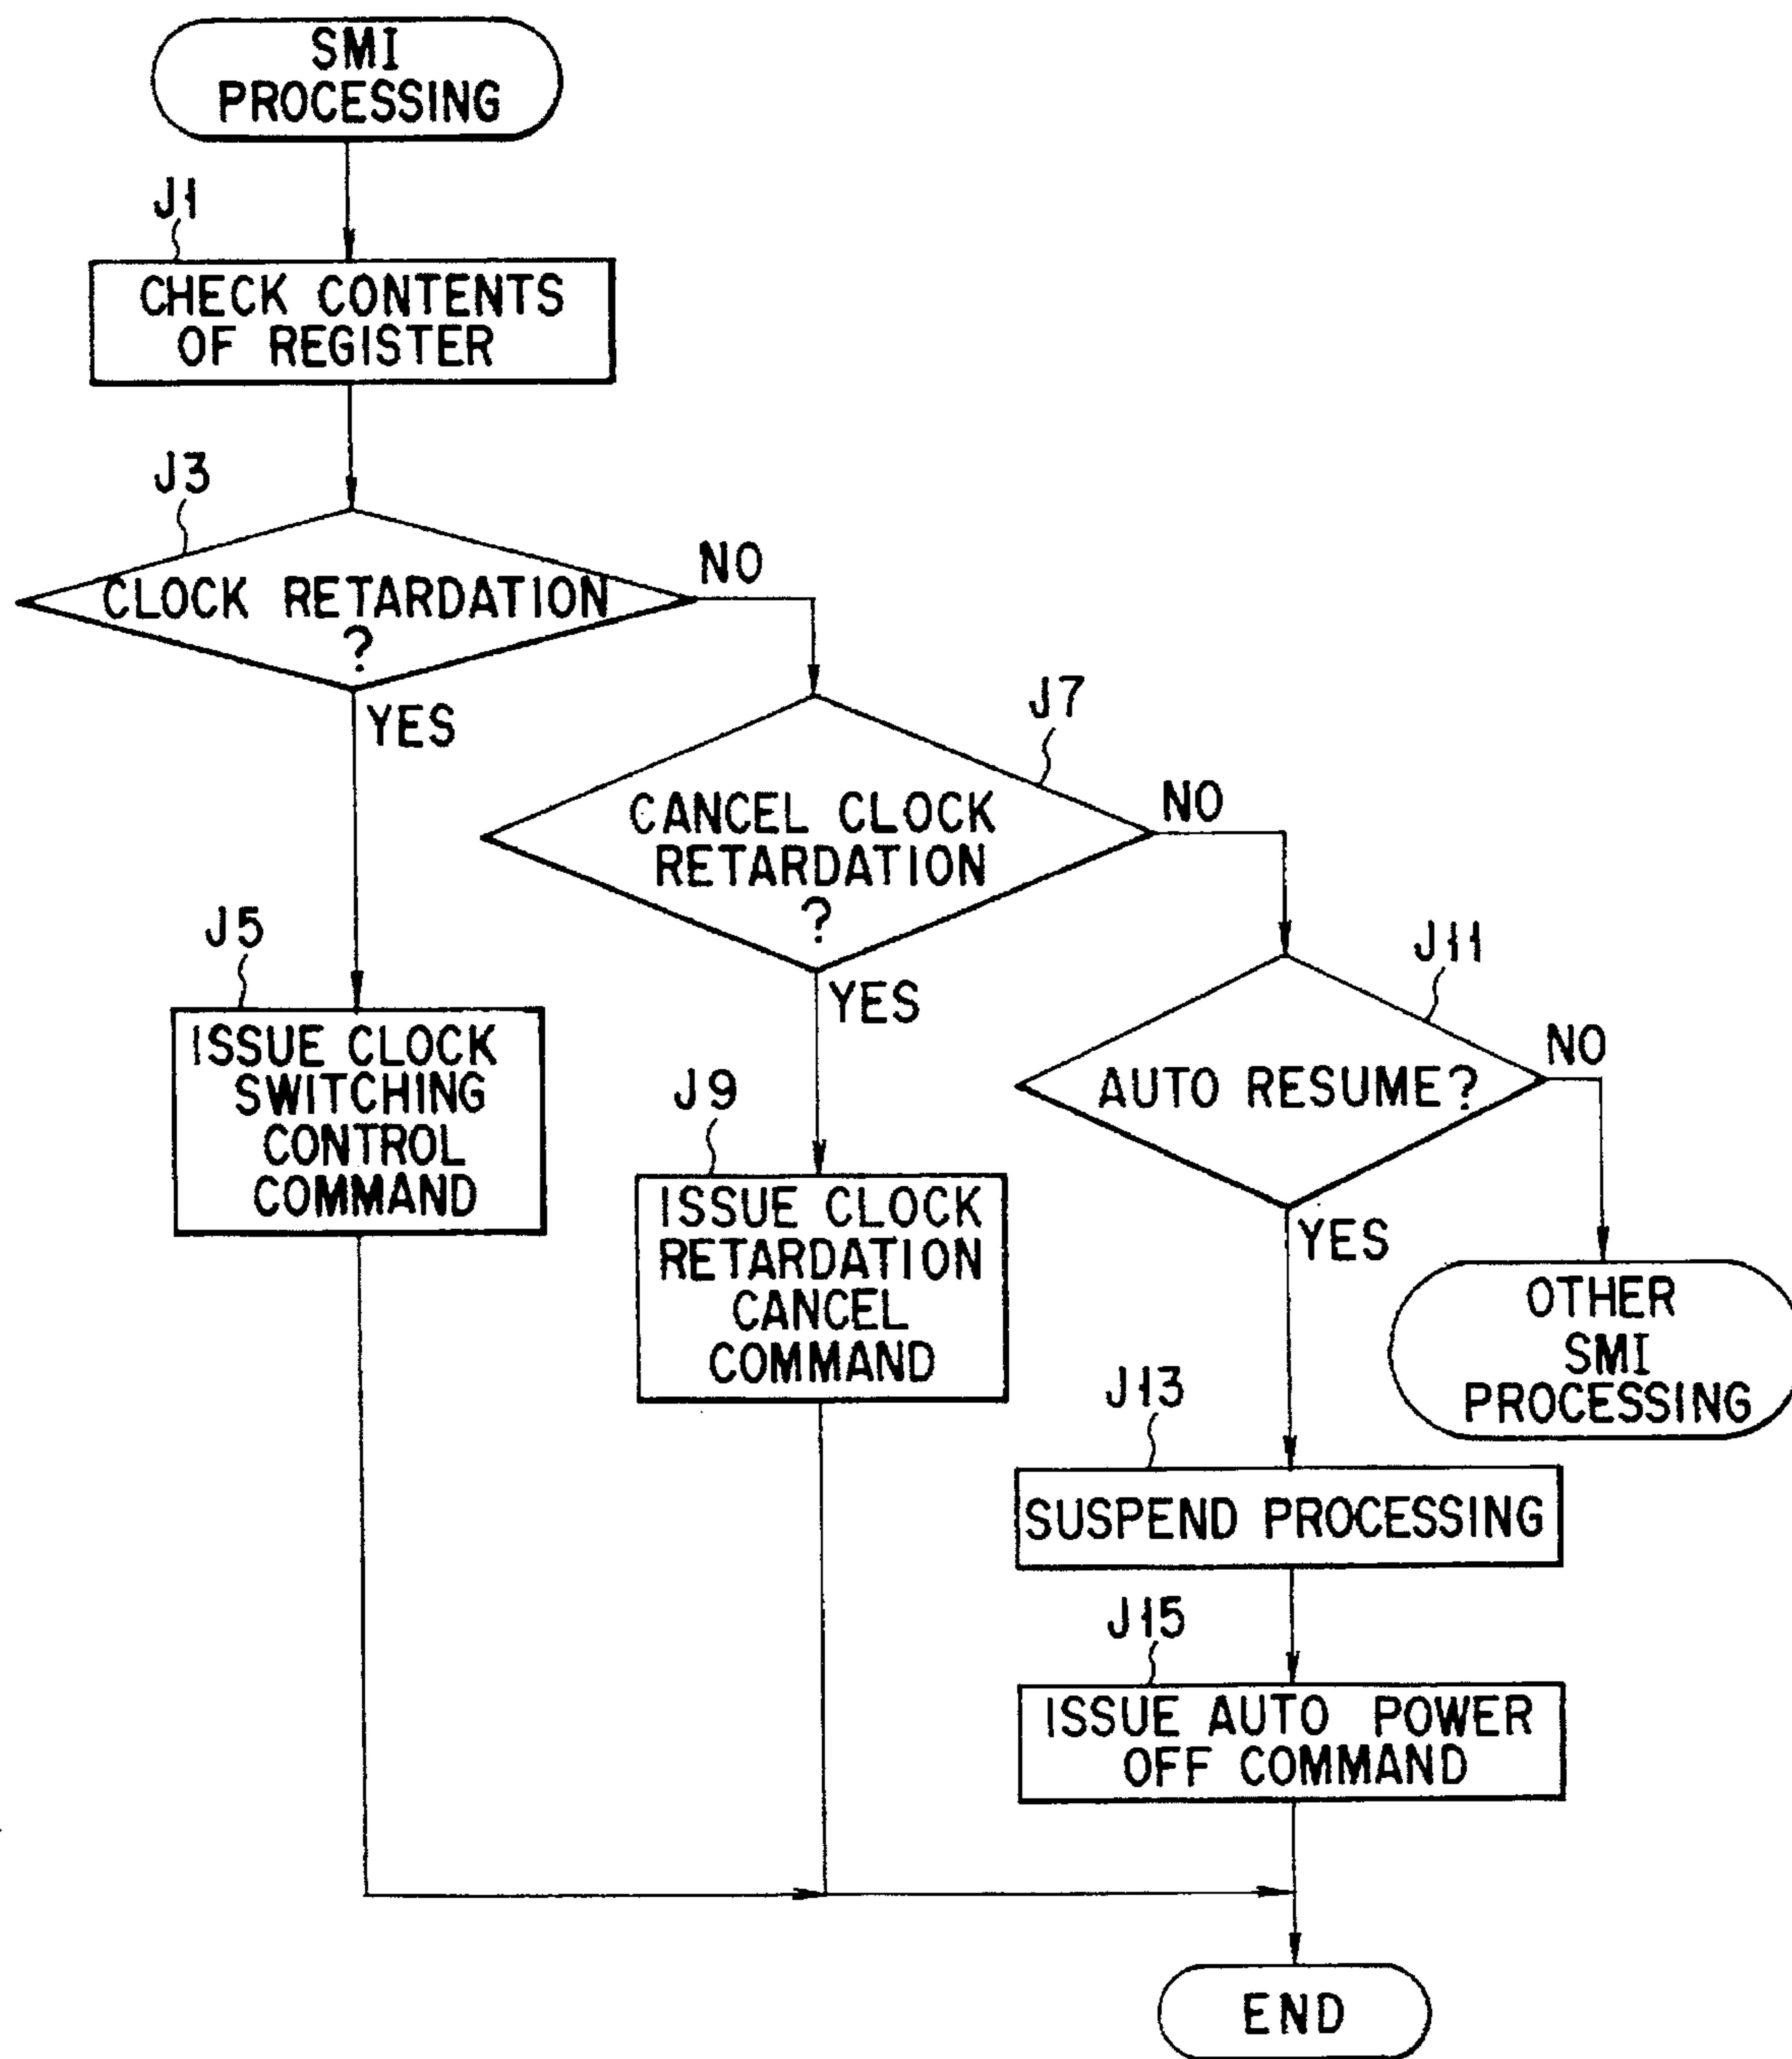 SMI
PROCESSING
J1
CHECK CONTENTS
OF REGISTER
J3
CLOCK RETARDATION
?
NO
YES
J7
CANCEL CLOCK
RETARDATION
?
NO
YES
J5
ISSUE CLOCK
SWITCHING
CONTROL
COMMAND
J11
AUTO RESUME?
NO
YES
J9
ISSUE CLOCK
RETARDATION
CANCEL
COMMAND
OTHER
SMI
PROCESSING
J13
SUSPEND PROCESSING
J15
ISSUE AUTO POWER
OFF COMMAND
END